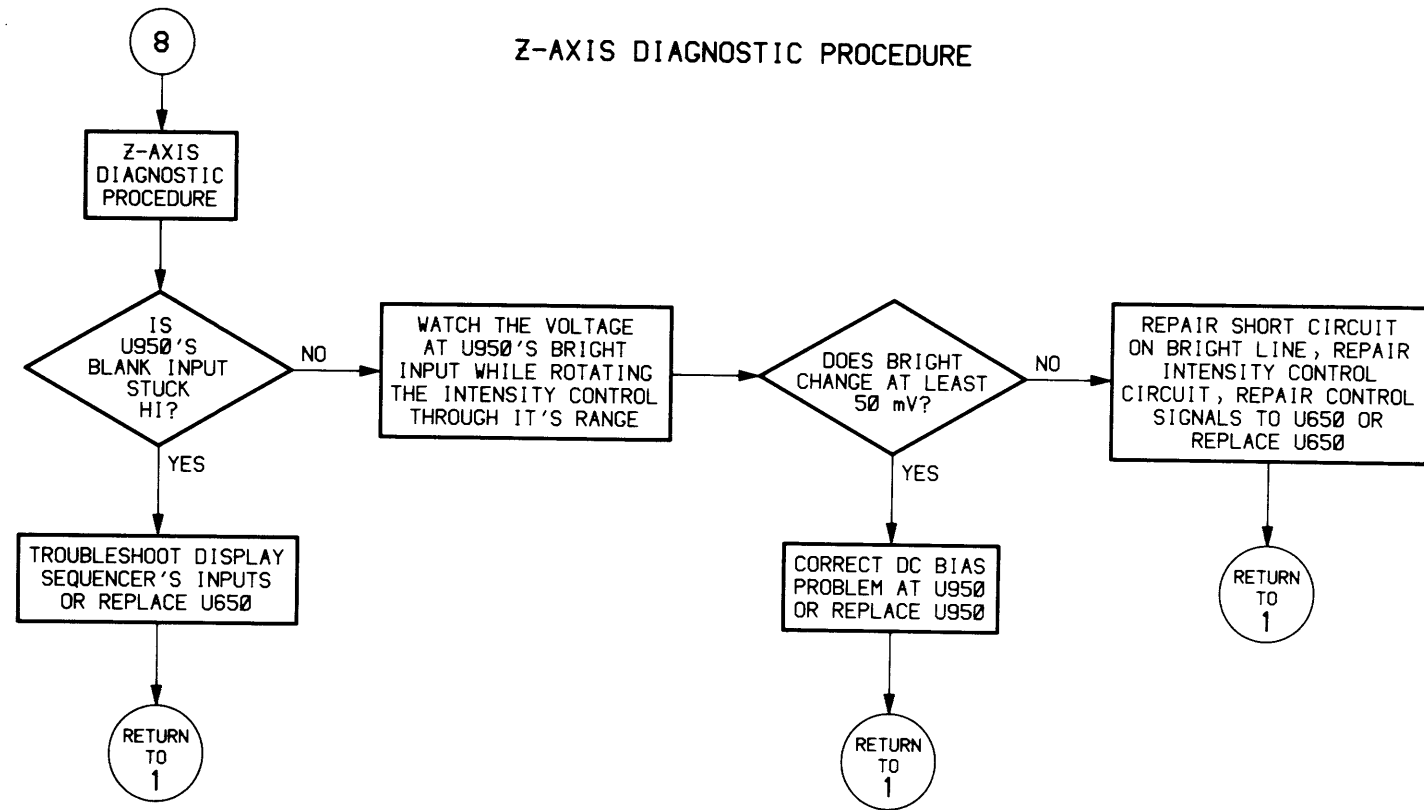 8
Z-AXIS DIAGNOSTIC PROCEDURE
Z-AXIS
DIAGNOSTIC
PROCEDURE
IS
U950'S
BLANK INPUT
STUCK
HI?
NO
YES
WATCH THE VOLTAGE
AT U950'S BRIGHT
INPUT WHILE ROTATING
THE INTENSITY CONTROL
THROUGH IT'S RANGE
DOES BRIGHT
CHANGE AT LEAST
50 mV?
NO
YES
REPAIR SHORT CIRCUIT
ON BRIGHT LINE, REPAIR
INTENSITY CONTROL
CIRCUIT, REPAIR CONTROL
SIGNALS TO U650 OR
REPLACE U650
TROUBLESHOOT DISPLAY
SEQUENCER'S INPUTS
OR REPLACE U650
CORRECT DC BIAS
PROBLEM AT U950
OR REPLACE U950
RETURN
TO
1
RETURN
TO
1
RETURN
TO
1